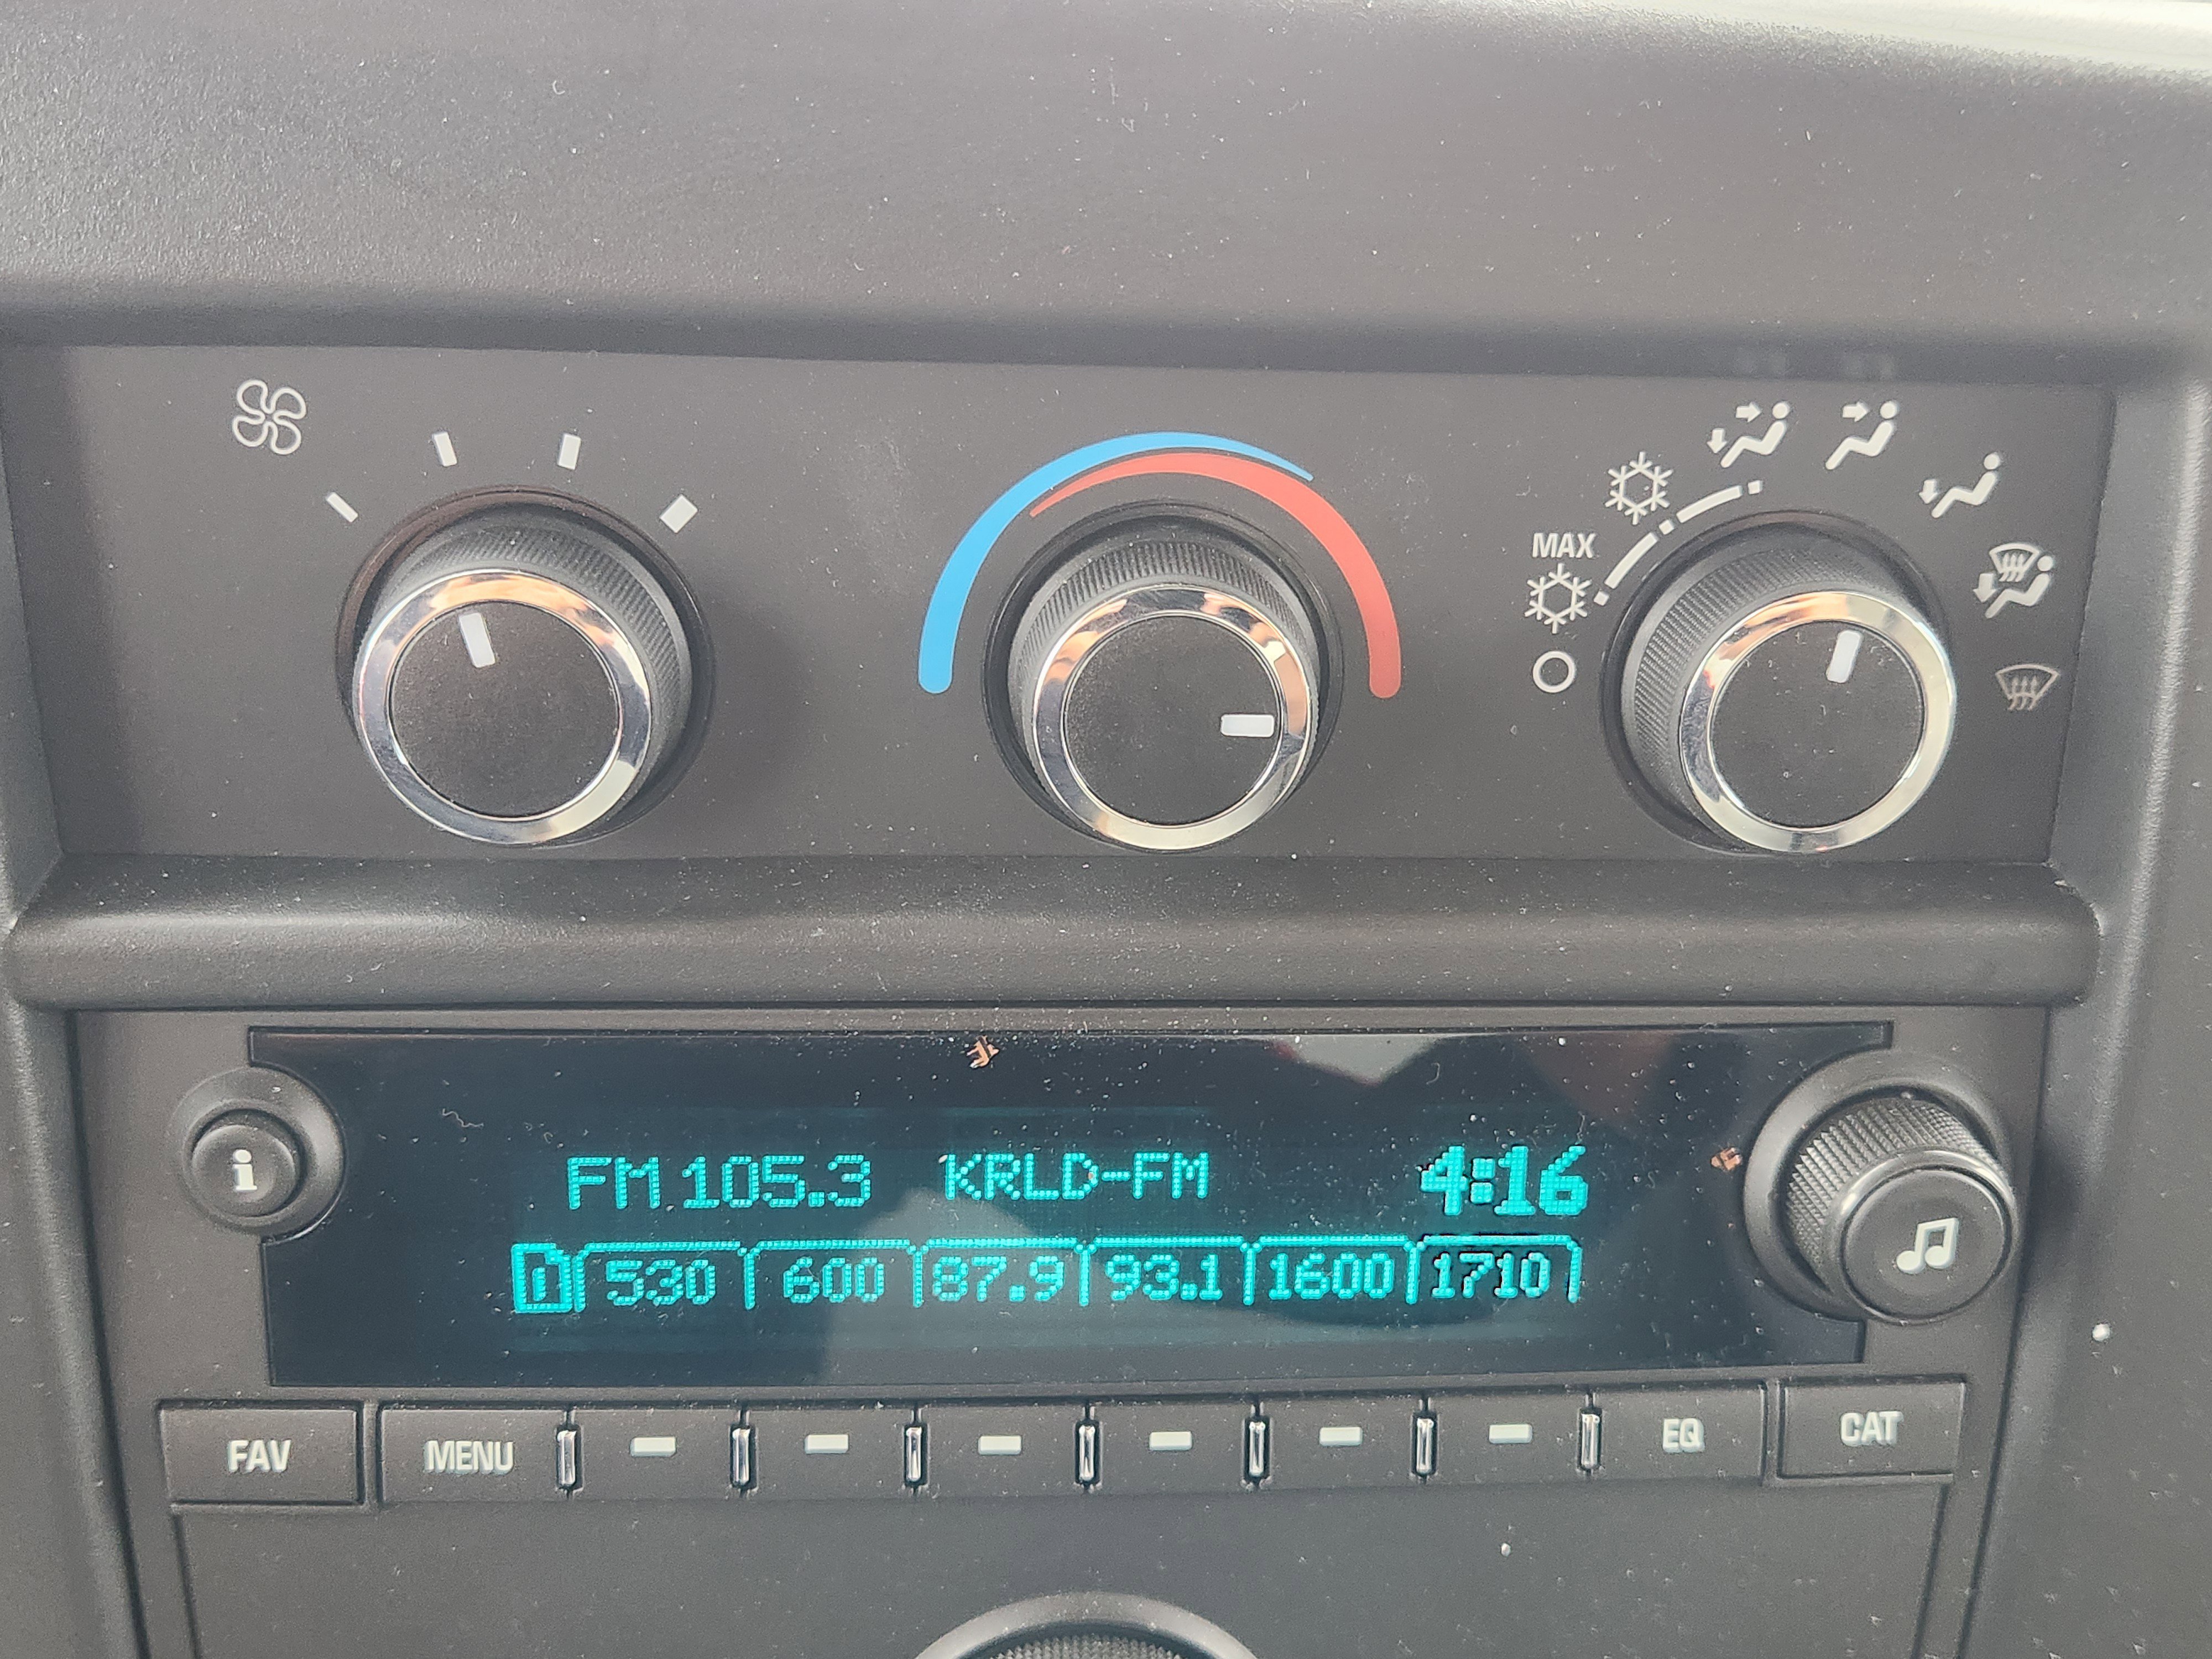 MAX
i
FM 105.3 KRLD-FM 4:16
1 530 600 87.9 93.1 1600 1710
FAV MENU EQ CAT